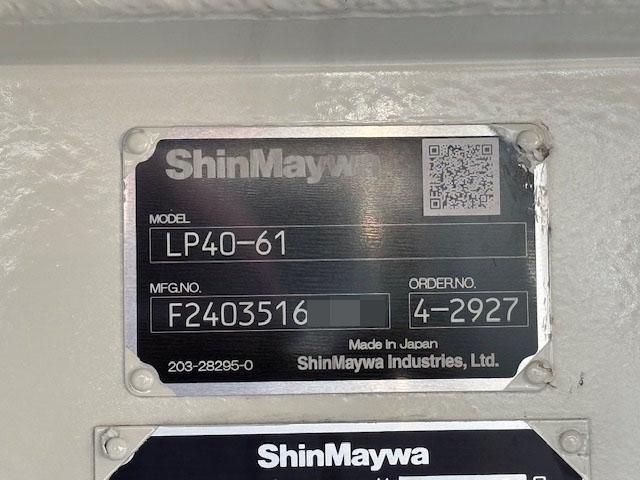 ShinMaywa
MODEL
LP40-61
MFG.NO.
F2403516
ORDER.NO.
4-2927
Made in Japan
203-28295-0
ShinMaywa Industries, Ltd.
ShinMaywa